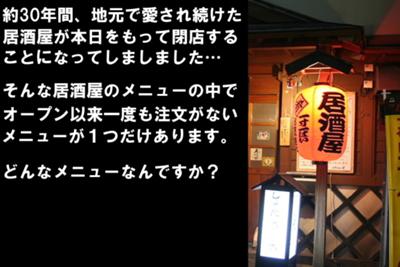 約30年間、地元で愛され続けた
居酒屋が本日をもって閉店する
ことになってしましました…
そんな居酒屋のメニューの中で
オープン以来一度も注文がない
メニューが１つだけあります。
どんなメニューなんですか？
居酒屋